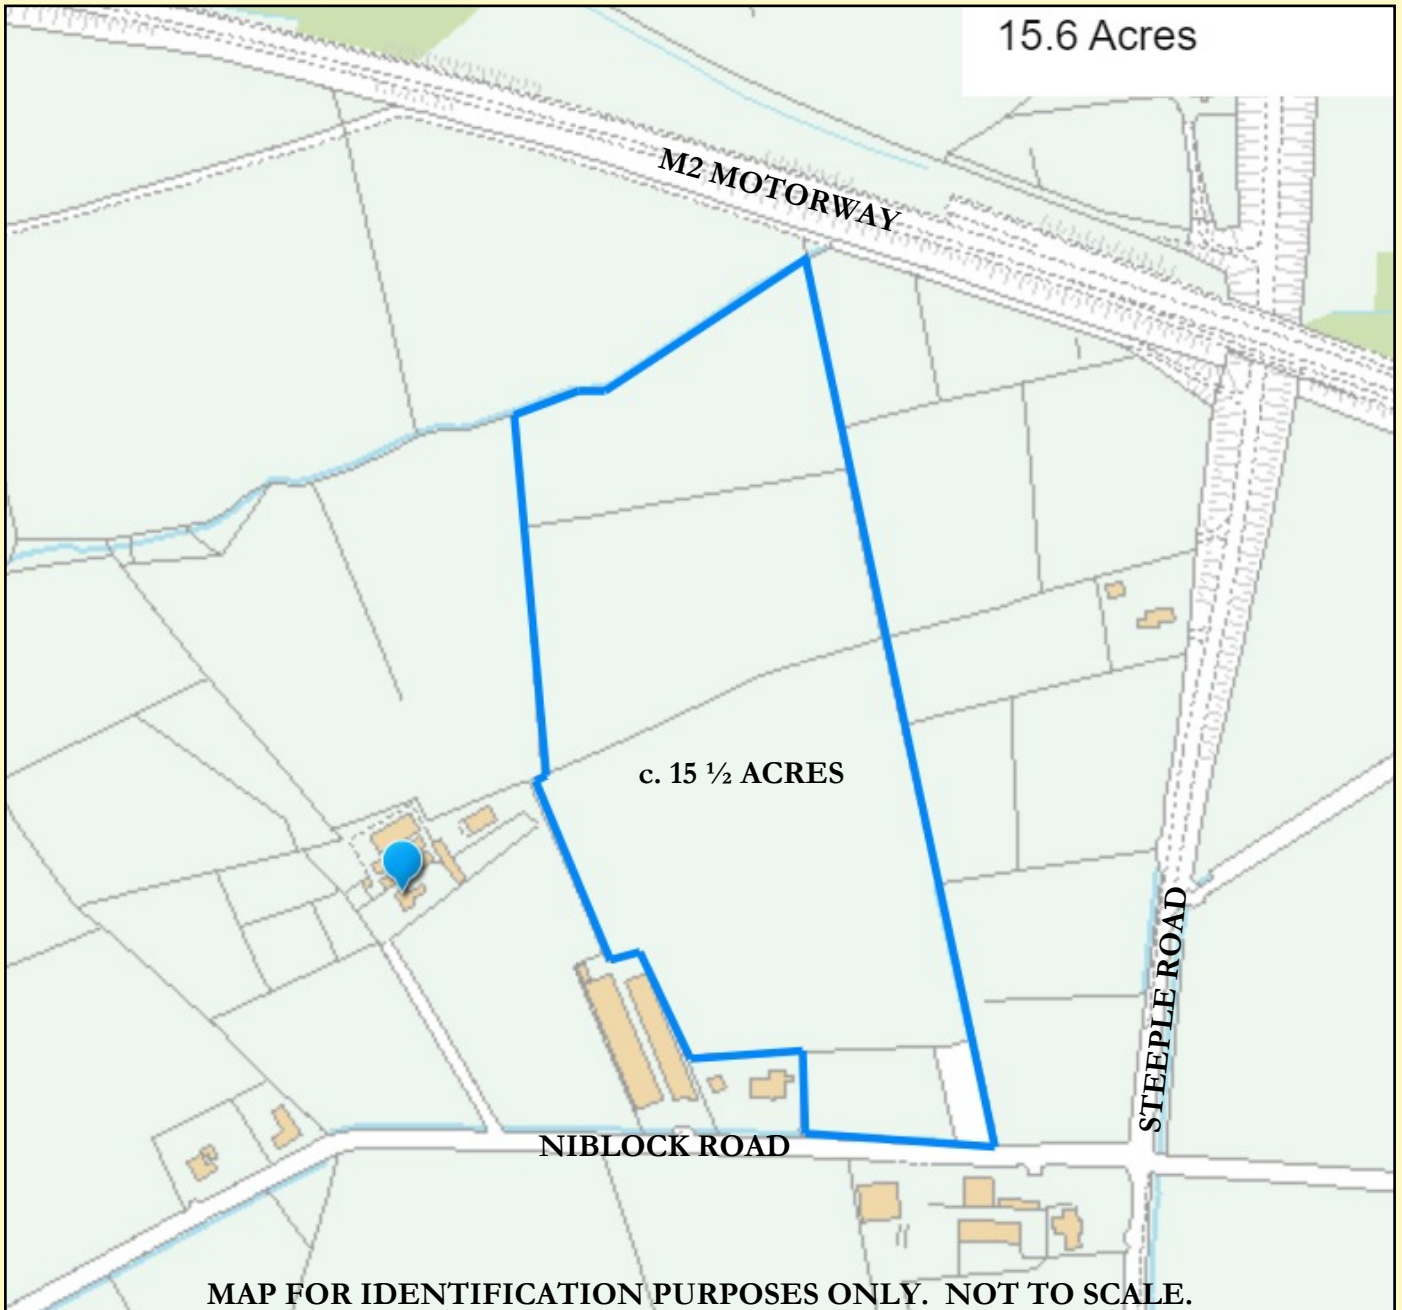 15.6 Acres
M2 MOTORWAY
c. 15 ½ ACRES
STEEPLE ROAD
NIBLOCK ROAD
MAP FOR IDENTIFICATION PURPOSES ONLY.  NOT TO SCALE.